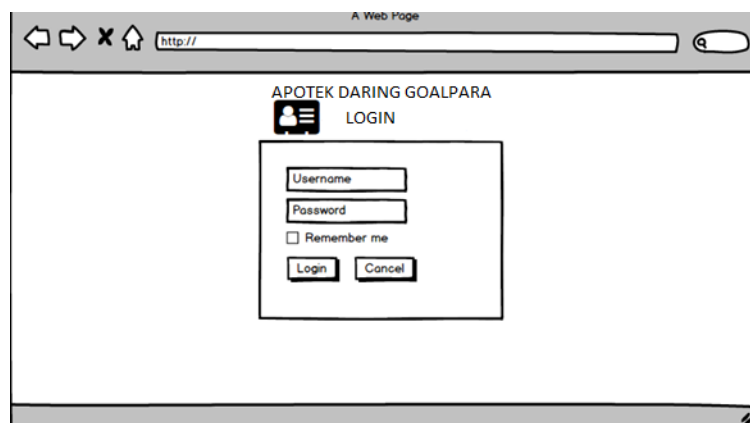 A Web Page
http://
APOTEK DARING GOALPARA
LOGIN
Username
Password
Remember me
Login Cancel